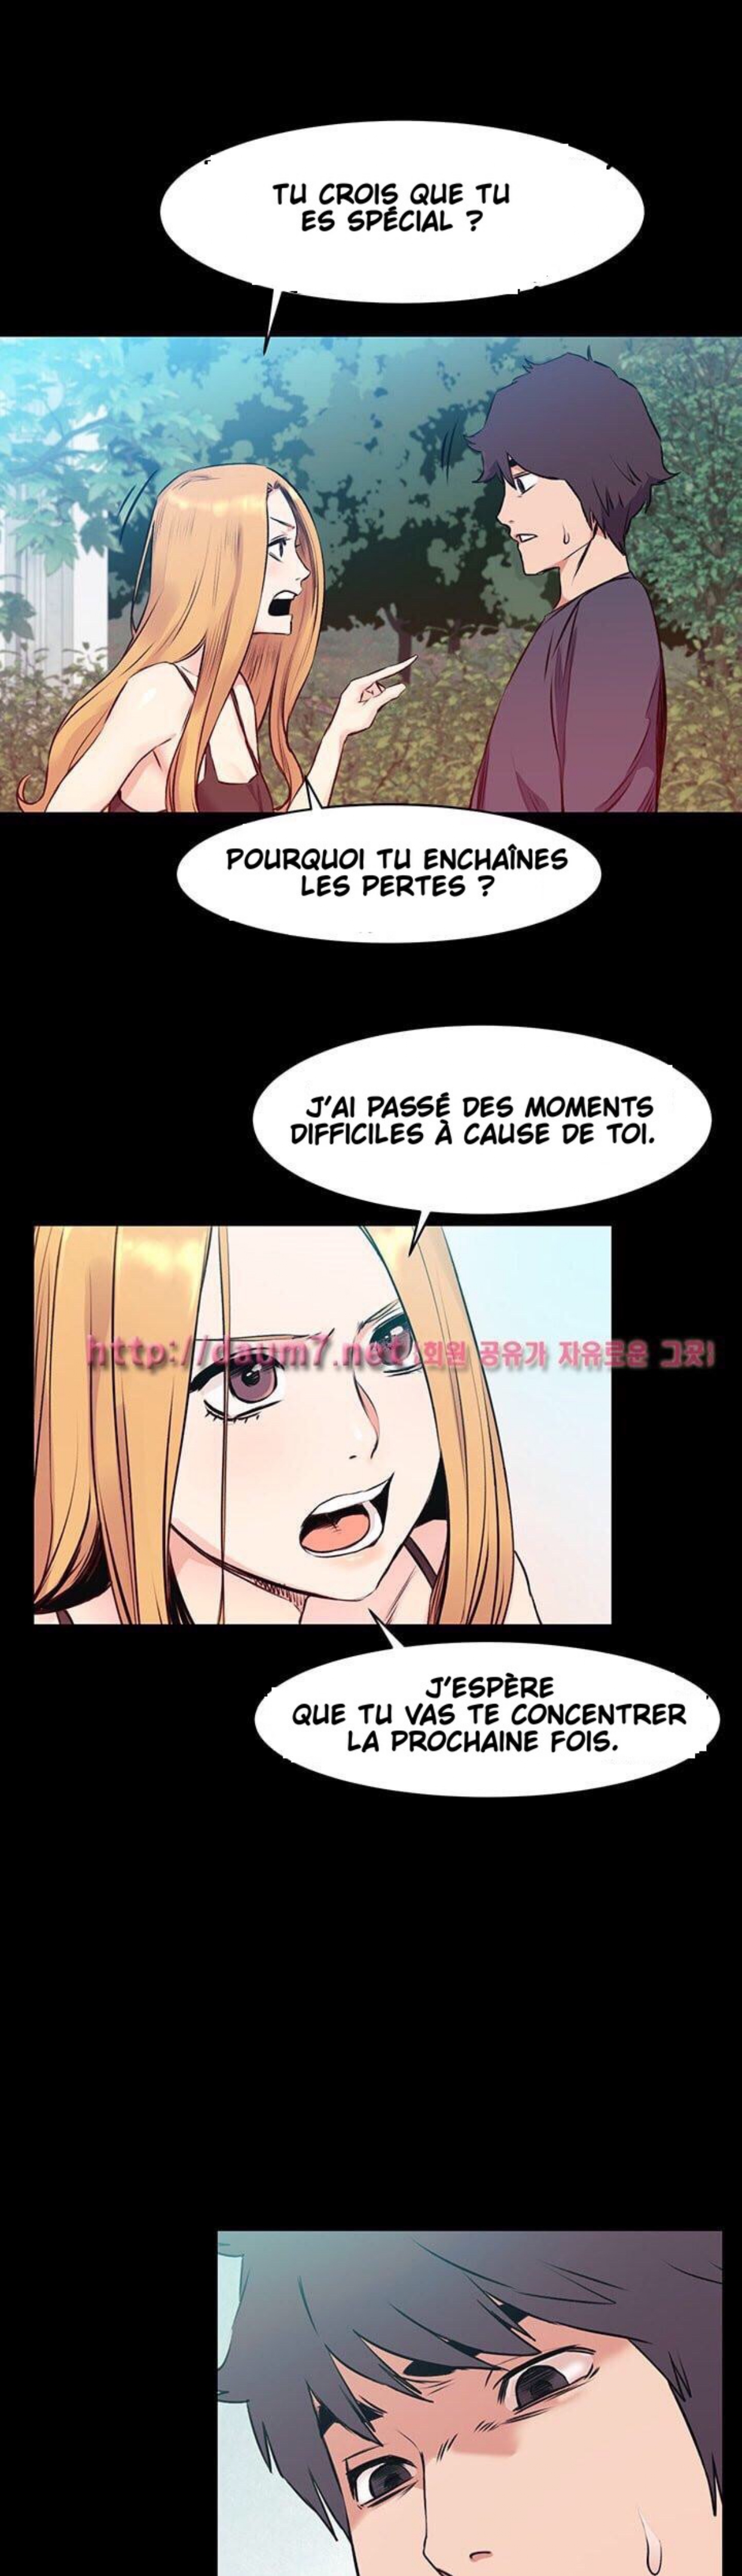 TU CROIS QUE TU
ES SPÉCIAL ?
POURQUOI TU ENCHAÎNES
LES PERTES ?
J'AI PASSÉ DES MOMENTS
DIFFICILES À CAUSE DE TOI.
http://daum7.net 회원 공유가 자유로운 그곳!
J'ESPÈRE
QUE TU VAS TE CONCENTRER
LA PROCHAINE FOIS.